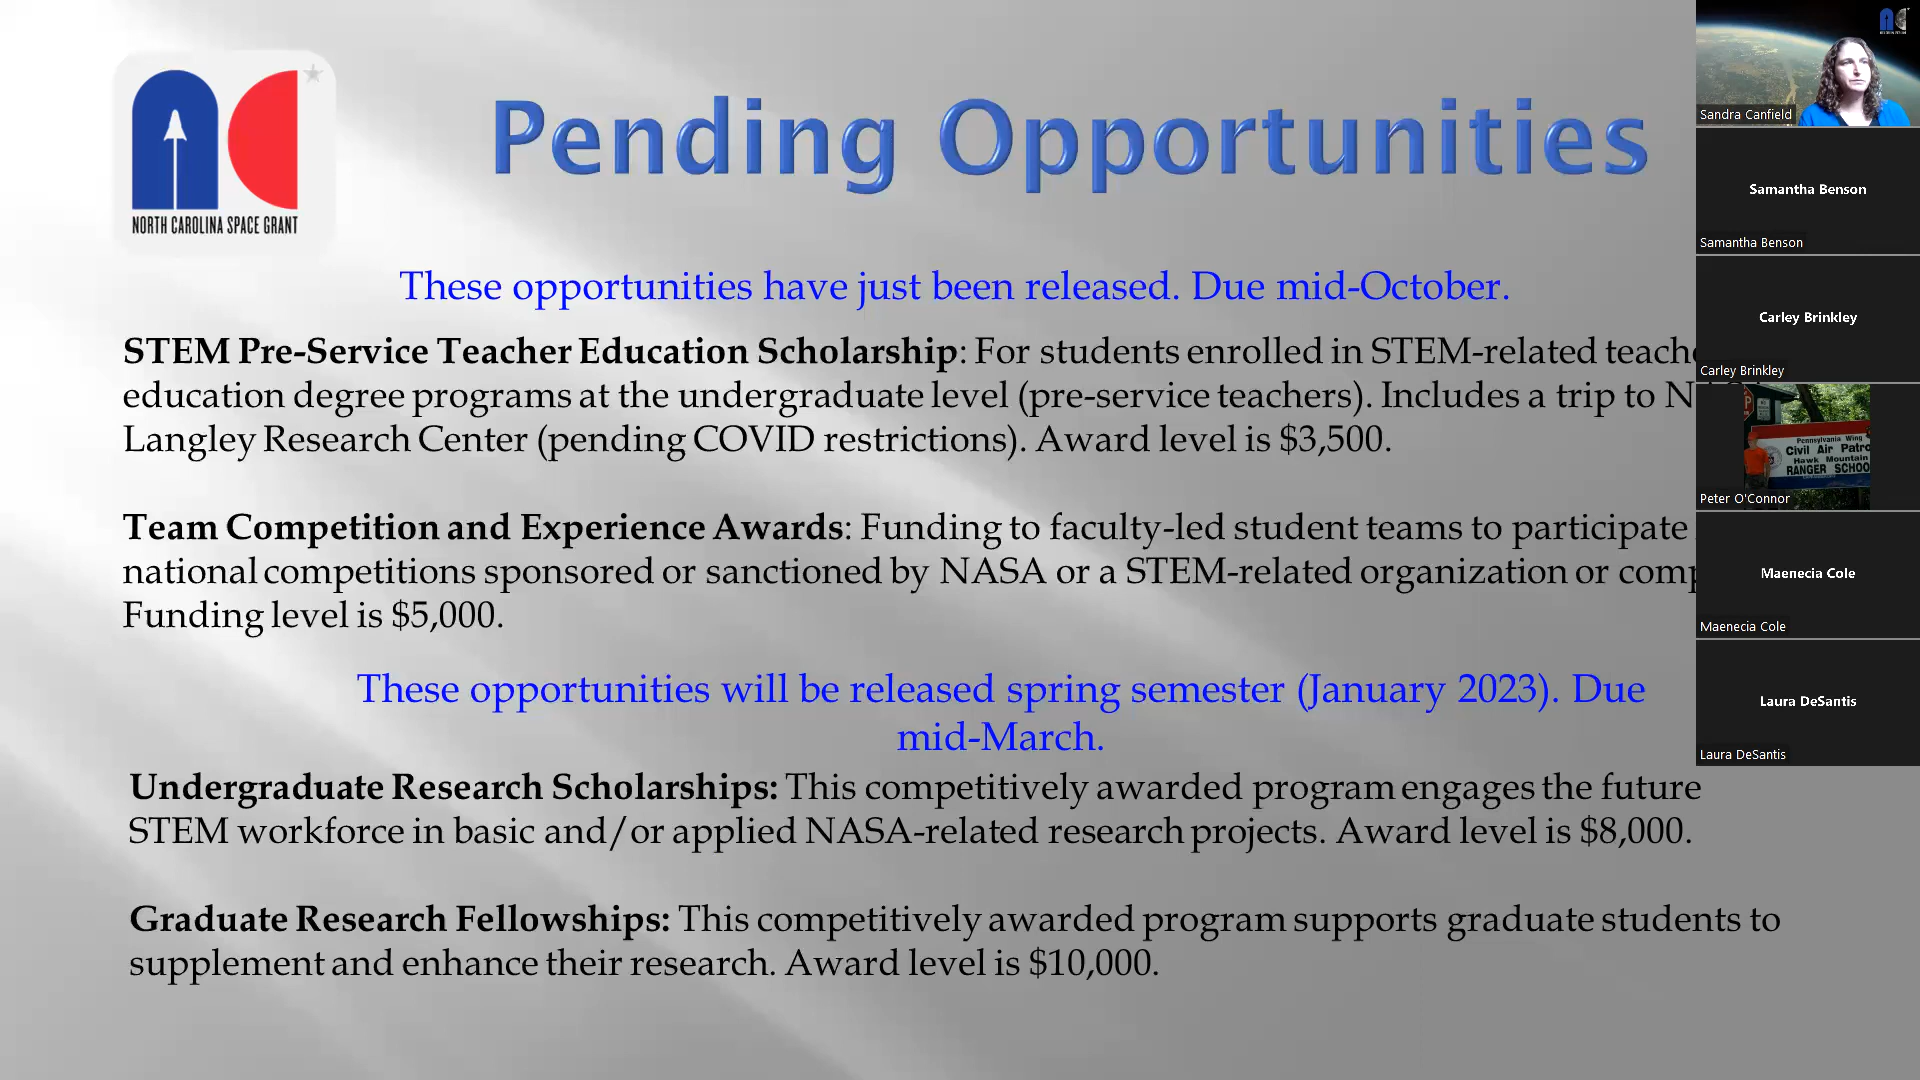 NORTH CAROLINA SPACE GRANT
Pending Opportunities
These opportunities have just been released. Due mid-October.
STEM Pre-Service Teacher Education Scholarship: For students enrolled in STEM-related
education degree programs at the undergraduate level (pre-service teachers). Includes a trip to
Langley Research Center (pending COVID restrictions). Award level is $3,500.
Team Competition and Experience Awards: Funding to faculty-led student teams to participate
national competitions sponsored or sanctioned by NASA or a STEM-related organization or
Funding level is $5,000.
These opportunities will be released spring semester (January 2023). Due
mid-March.
Undergraduate Research Scholarships: This competitively awarded program engages the future
STEM workforce in basic and/or applied NASA-related research projects. Award level is $8,000.
Graduate Research Fellowships: This competitively awarded program supports graduate students to
supplement and enhance their research. Award level is $10,000.
Sandra Canfield
Samantha Benson
Samantha Benson
Carley Brinkley
Carley Brinkley
Pennsylvania Wing
Civil Air Patro
Hawk Mountain
RANGER SCHOO
Peter O'Connor
Maenecia Cole
Maenecia Cole
Laura DeSantis
Laura DeSantis